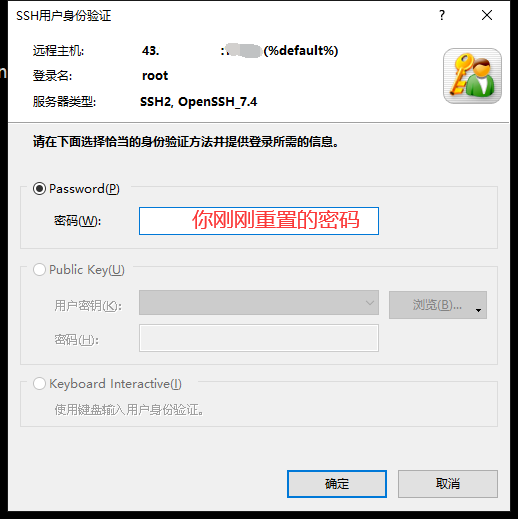 SSH用户身份验证
远程主机: 43. : (%default%)
登录名: root
服务器类型: SSH2, OpenSSH_7.4
请在下面选择恰当的身份验证方法并提供登录所需的信息。
Password(P)
密码(W): 你刚刚重置的密码
Public Key(U)
用户密钥(K): 浏览(B)...
密码(H):
Keyboard Interactive(I)
使用键盘输入用户身份验证。
确定 取消